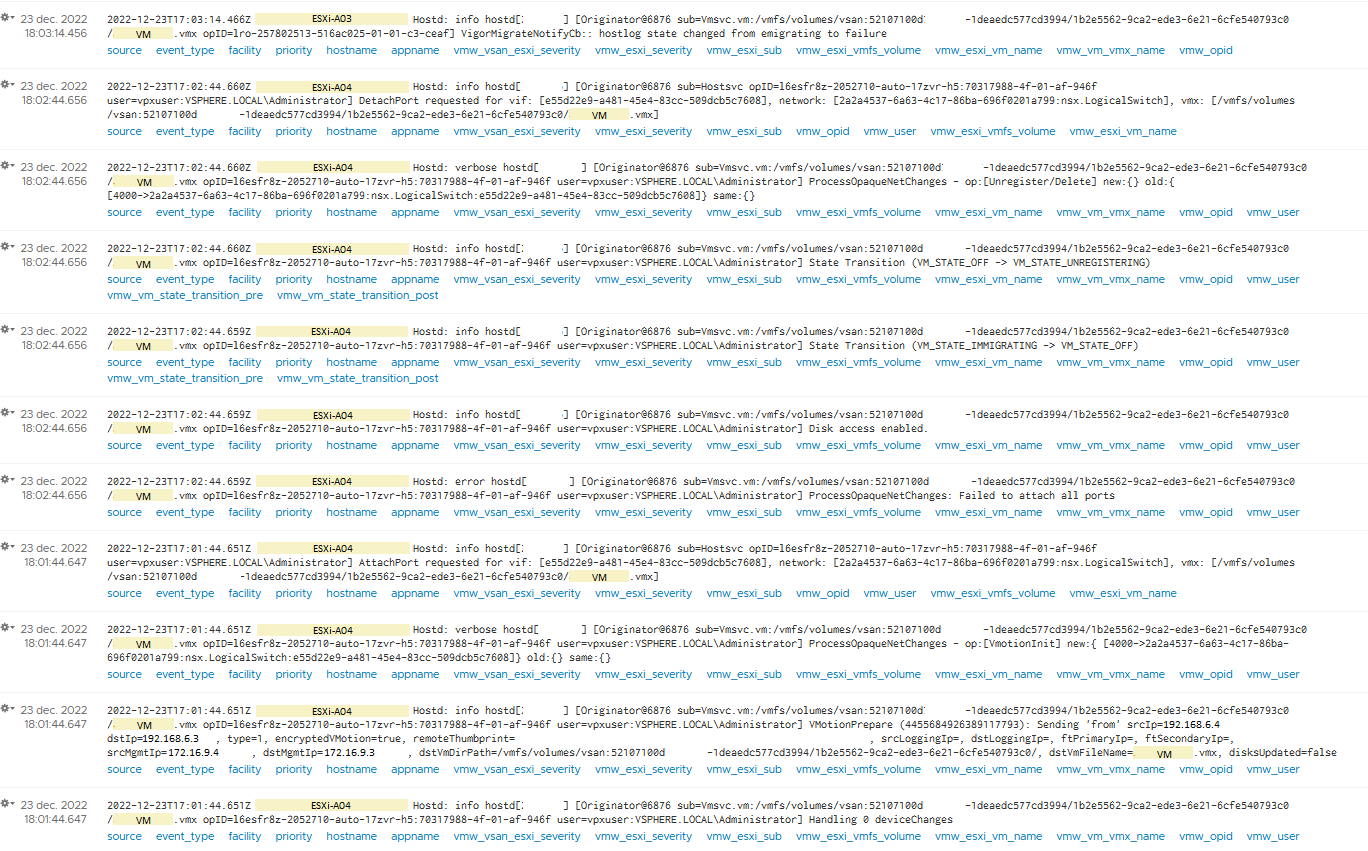 23 dec. 2022 2022-12-23T17:03:14.466Z ESXi-A03 Hostd: info hostd[ ] [Originator@6876 sub=Vmsvc.vm:/vmfs/volumes/vsan:52107100d -1deaedc577cd3994/1b2e5562-9ca2-ede3-6e21-6cfe540793c0
18:03:14.456 / VM .vmx opID=lro-257802513-516ac025-01-01-c3-ceaf] VigorMigrateNotifyCb:: hostlog state changed from emigrating to failure
source event_type facility priority hostname appname vmw_vsan_esxi_severity vmw_esxi_severity vmw_esxi_sub vmw_esxi_vmfs_volume vmw_esxi_vm_name vmw_vm_vmx_name vmw_opid
23 dec. 2022 2022-12-23T17:02:44.660Z ESXi-A04 Hostd: info hostd[ ] [Originator@6876 sub=Hostsvc opID=l6esfr8z-2052710-auto-17zvr-h5:70317988-4f-01-af-946f
18:02:44.656 user=vpxuser:VSPHERE.LOCAL\Administrator] DetachPort requested for vif: [e55d22e9-a481-45e4-83cc-509dcb5c7608], network: [2a2a4537-6a63-4c17-86ba-696f0201a799:nsx.LogicalSwitch], vmx: [/vmfs/volumes
/vsan:52107100d -1deaedc577cd3994/1b2e5562-9ca2-ede3-6e21-6cfe540793c0/ VM .vmx]
source event_type facility priority hostname appname vmw_vsan_esxi_severity vmw_esxi_severity vmw_esxi_sub vmw_opid vmw_user vmw_esxi_vmfs_volume vmw_esxi_vm_name
23 dec. 2022 2022-12-23T17:02:44.660Z ESXi-A04 Hostd: verbose hostd[ ] [Originator@6876 sub=Vmsvc.vm:/vmfs/volumes/vsan:52107100d -1deaedc577cd3994/1b2e5562-9ca2-ede3-6e21-6cfe540793c0
18:02:44.656 / VM .vmx opID=l6esfr8z-2052710-auto-17zvr-h5:70317988-4f-01-af-946f user=vpxuser:VSPHERE.LOCAL\Administrator] ProcessOpaqueNetChanges - op:[Unregister/Delete] new:{} old:{
[4000->2a2a4537-6a63-4c17-86ba-696f0201a799:nsx.LogicalSwitch:e55d22e9-a481-45e4-83cc-509dcb5c7608]} same:{}
source event_type facility priority hostname appname vmw_vsan_esxi_severity vmw_esxi_severity vmw_esxi_sub vmw_esxi_vmfs_volume vmw_esxi_vm_name vmw_vm_vmx_name vmw_opid vmw_user
23 dec. 2022 2022-12-23T17:02:44.660Z ESXi-A04 Hostd: info hostd[ ] [Originator@6876 sub=Vmsvc.vm:/vmfs/volumes/vsan:52107100d -1deaedc577cd3994/1b2e5562-9ca2-ede3-6e21-6cfe540793c0
18:02:44.656 / VM .vmx opID=l6esfr8z-2052710-auto-17zvr-h5:70317988-4f-01-af-946f user=vpxuser:VSPHERE.LOCAL\Administrator] State Transition (VM_STATE_OFF -> VM_STATE_UNREGISTERING)
source event_type facility priority hostname appname vmw_vsan_esxi_severity vmw_esxi_severity vmw_esxi_sub vmw_esxi_vmfs_volume vmw_esxi_vm_name vmw_vm_vmx_name vmw_opid vmw_user
vmw_vm_state_transition_pre vmw_vm_state_transition_post
23 dec. 2022 2022-12-23T17:02:44.659Z ESXi-A04 Hostd: info hostd[ ] [Originator@6876 sub=Vmsvc.vm:/vmfs/volumes/vsan:52107100d -1deaedc577cd3994/1b2e5562-9ca2-ede3-6e21-6cfe540793c0
18:02:44.656 / VM .vmx opID=l6esfr8z-2052710-auto-17zvr-h5:70317988-4f-01-af-946f user=vpxuser:VSPHERE.LOCAL\Administrator] State Transition (VM_STATE_IMMIGRATING -> VM_STATE_OFF)
source event_type facility priority hostname appname vmw_vsan_esxi_severity vmw_esxi_severity vmw_esxi_sub vmw_esxi_vmfs_volume vmw_esxi_vm_name vmw_vm_vmx_name vmw_opid vmw_user
vmw_vm_state_transition_pre vmw_vm_state_transition_post
23 dec. 2022 2022-12-23T17:02:44.659Z ESXi-A04 Hostd: info hostd[ ] [Originator@6876 sub=Vmsvc.vm:/vmfs/volumes/vsan:52107100d -1deaedc577cd3994/1b2e5562-9ca2-ede3-6e21-6cfe540793c0
18:02:44.656 / VM .vmx opID=l6esfr8z-2052710-auto-17zvr-h5:70317988-4f-01-af-946f user=vpxuser:VSPHERE.LOCAL\Administrator] Disk access enabled.
source event_type facility priority hostname appname vmw_vsan_esxi_severity vmw_esxi_severity vmw_esxi_sub vmw_esxi_vmfs_volume vmw_esxi_vm_name vmw_vm_vmx_name vmw_opid vmw_user
23 dec. 2022 2022-12-23T17:02:44.659Z ESXi-A04 Hostd: error hostd[ ] [Originator@6876 sub=Vmsvc.vm:/vmfs/volumes/vsan:52107100d -1deaedc577cd3994/1b2e5562-9ca2-ede3-6e21-6cfe540793c0
18:02:44.656 / VM .vmx opID=l6esfr8z-2052710-auto-17zvr-h5:70317988-4f-01-af-946f user=vpxuser:VSPHERE.LOCAL\Administrator] ProcessOpaqueNetChanges: Failed to attach all ports
source event_type facility priority hostname appname vmw_vsan_esxi_severity vmw_esxi_severity vmw_esxi_sub vmw_esxi_vmfs_volume vmw_esxi_vm_name vmw_vm_vmx_name vmw_opid vmw_user
23 dec. 2022 2022-12-23T17:01:44.651Z ESXi-A04 Hostd: info hostd[ ] [Originator@6876 sub=Hostsvc opID=l6esfr8z-2052710-auto-17zvr-h5:70317988-4f-01-af-946f
18:01:44.647 user=vpxuser:VSPHERE.LOCAL\Administrator] AttachPort requested for vif: [e55d22e9-a481-45e4-83cc-509dcb5c7608], network: [2a2a4537-6a63-4c17-86ba-696f0201a799:nsx.LogicalSwitch], vmx: [/vmfs/volumes
/vsan:52107100d -1deaedc577cd3994/1b2e5562-9ca2-ede3-6e21-6cfe540793c0/ VM .vmx]
source event_type facility priority hostname appname vmw_vsan_esxi_severity vmw_esxi_severity vmw_esxi_sub vmw_opid vmw_user vmw_esxi_vmfs_volume vmw_esxi_vm_name
23 dec. 2022 2022-12-23T17:01:44.651Z ESXi-A04 Hostd: verbose hostd[ ] [Originator@6876 sub=Vmsvc.vm:/vmfs/volumes/vsan:52107100d -1deaedc577cd3994/1b2e5562-9ca2-ede3-6e21-6cfe540793c0
18:01:44.647 / VM .vmx opID=l6esfr8z-2052710-auto-17zvr-h5:70317988-4f-01-af-946f user=vpxuser:VSPHERE.LOCAL\Administrator] ProcessOpaqueNetChanges - op:[VmotionInit] new:{ [4000->2a2a4537-6a63-4c17-86ba-
696f0201a799:nsx.LogicalSwitch:e55d22e9-a481-45e4-83cc-509dcb5c7608]} old:{} same:{}
source event_type facility priority hostname appname vmw_vsan_esxi_severity vmw_esxi_severity vmw_esxi_sub vmw_esxi_vmfs_volume vmw_esxi_vm_name vmw_vm_vmx_name vmw_opid vmw_user
23 dec. 2022 2022-12-23T17:01:44.651Z ESXi-A04 Hostd: info hostd[ ] [Originator@6876 sub=Vmsvc.vm:/vmfs/volumes/vsan:52107100d -1deaedc577cd3994/1b2e5562-9ca2-ede3-6e21-6cfe540793c0
18:01:44.647 / VM .vmx opID=l6esfr8z-2052710-auto-17zvr-h5:70317988-4f-01-af-946f user=vpxuser:VSPHERE.LOCAL\Administrator] VMotionPrepare (4455684926389117793): Sending 'from' srcIp=192.168.6.4
dstIp=192.168.6.3 , type=1, encryptedVMotion=true, remoteThumbprint= , srcLoggingIp=, dstLoggingIp=, ftPrimaryIp=, ftSecondaryIp=,
srcMgmtIp=172.16.9.4 , dstMgmtIp=172.16.9.3 , dstVmDirPath=/vmfs/volumes/vsan:52107100d -1deaedc577cd3994/1b2e5562-9ca2-ede3-6e21-6cfe540793c0/, dstVmFileName= VM .vmx, disksUpdated=false
source event_type facility priority hostname appname vmw_vsan_esxi_severity vmw_esxi_severity vmw_esxi_sub vmw_esxi_vmfs_volume vmw_esxi_vm_name vmw_vm_vmx_name vmw_opid vmw_user
23 dec. 2022 2022-12-23T17:01:44.651Z ESXi-A04 Hostd: info hostd[ ] [Originator@6876 sub=Vmsvc.vm:/vmfs/volumes/vsan:52107100d -1deaedc577cd3994/1b2e5562-9ca2-ede3-6e21-6cfe540793c0
18:01:44.647 / VM .vmx opID=l6esfr8z-2052710-auto-17zvr-h5:70317988-4f-01-af-946f user=vpxuser:VSPHERE.LOCAL\Administrator] Handling 0 deviceChanges
source event_type facility priority hostname appname vmw_vsan_esxi_severity vmw_esxi_severity vmw_esxi_sub vmw_esxi_vmfs_volume vmw_esxi_vm_name vmw_vm_vmx_name vmw_opid vmw_user